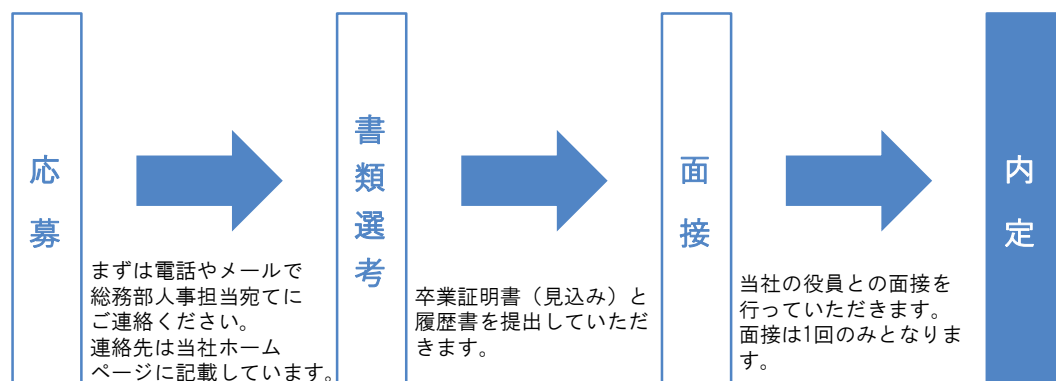 応募
まずは電話やメールで
総務部人事担当宛てに
ご連絡ください。
連絡先は当社ホーム
ページに記載しています。
書類選考
卒業証明書（見込み）と
履歴書を提出していただ
きます。
面接
当社の役員との面接を
行っていただきます。
面接は1回のみとなりま
す。
内定